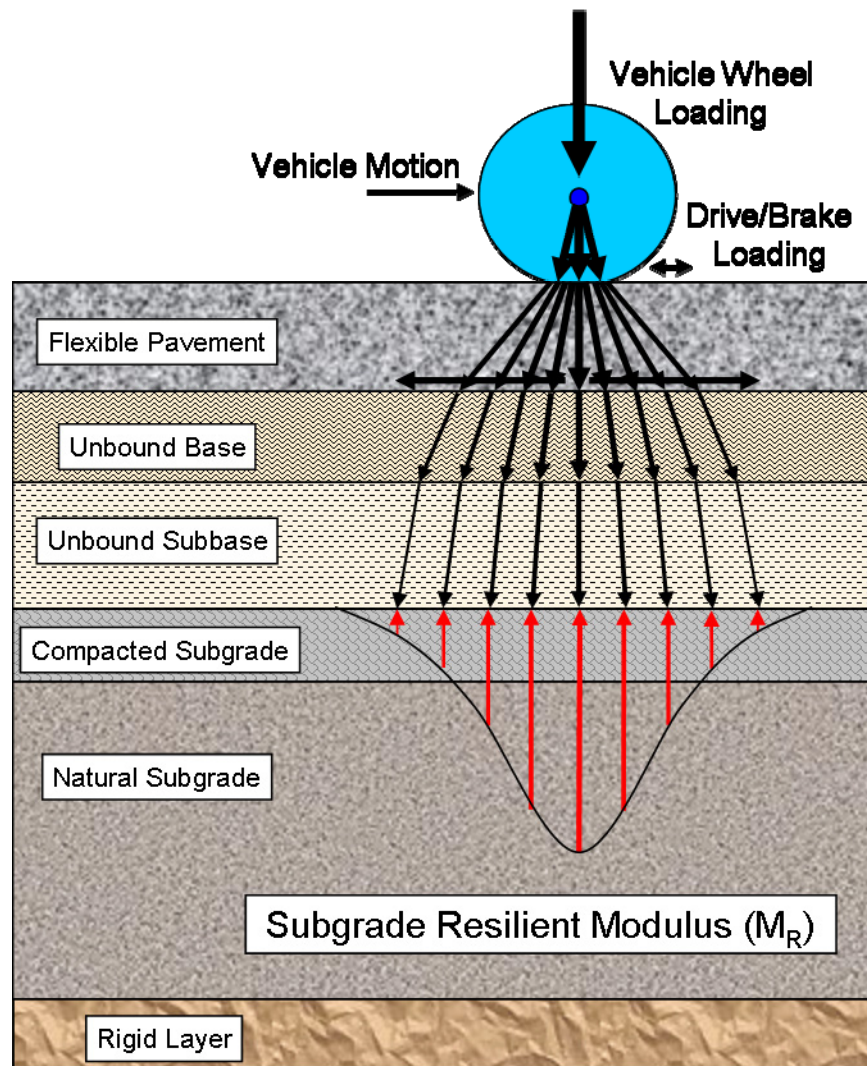 Vehicle Wheel
Loading
Vehicle Motion
Drive/Brake
Loading
Flexible Pavement
Unbound Base
Unbound Subbase
Compacted Subgrade
Natural Subgrade
Subgrade Resilient Modulus (M_R)
Rigid Layer